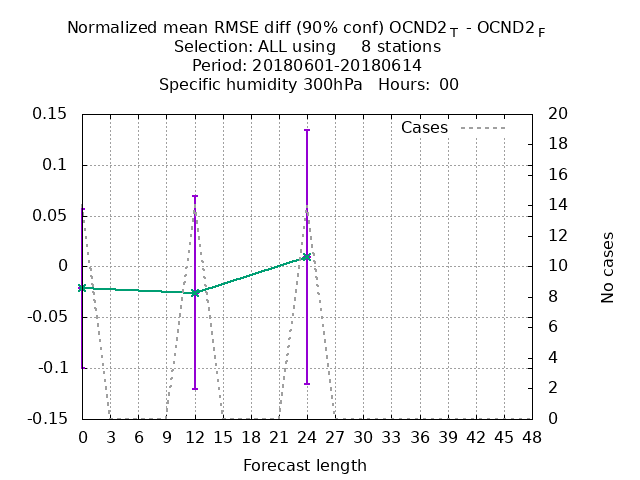 Normalized mean RMSE diff (90% conf) OCND2 T - OCND2 F
Selection: ALL using 8 stations
Period: 20180601-20180614
Specific humidity 300hPa Hours: 00
Cases
0.15
0.1
0.05
0
-0.05
-0.1
-0.15
20
18
16
14
12
10
8
6
4
2
0
No cases
0 3 6 9 12 15 18 21 24 27 30 33 36 39 42 45 48
Forecast length